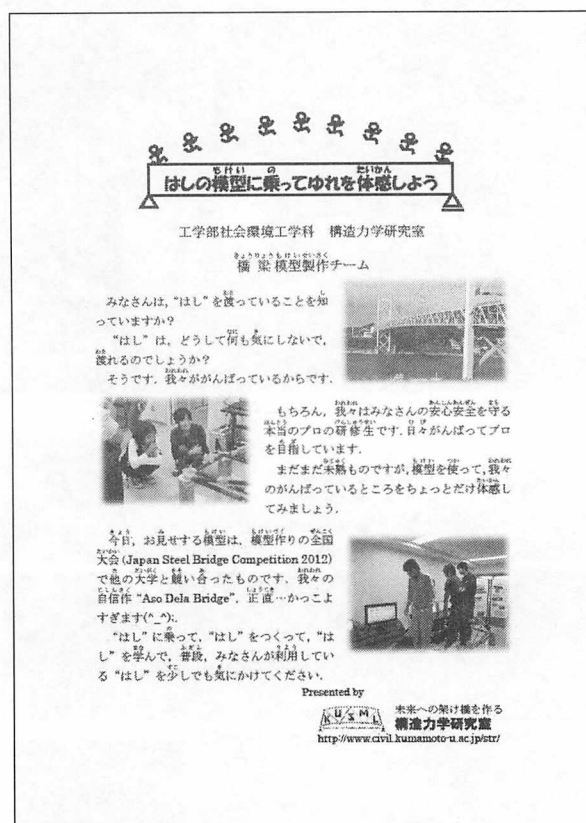 はしの模型に乗ってゆれを体感しよう
工学部社会環境工学科　構造力学研究室
橋梁模型製作チーム
みなさんは，“はし”を渡っていることを知
っていますか？
“はし”は，どうして何も気にしないで，
渡れるのでしょうか？
そうです．我々ががんばっているからです．
もちろん，我々はみなさんの安心安全を守る
本当のプロの研修生です．日々がんばってプロ
を目指しています．
まだまだ未熟ものですが，模型を使って，我々
のがんばっているところをちょっとだけ体感し
てみましょう．
今日，お見せする模型は，模型作りの全国
大会(Japan Steel Bridge Competition 2012)
で他の大学と競い合ったものです．我々の
自信作 “Aso Dela Bridge”．正直…かっこよ
すぎます(^_^);．
“はし”に乗って，“はし”をつくって，“は
し”を学んで，普段，みなさんが利用してい
る “はし”を少しでも気にかけてください．
Presented by
KUSML
未来への架け橋を作る
構造力学研究室
http://www.civil.kumamoto-u.ac.jp/str/